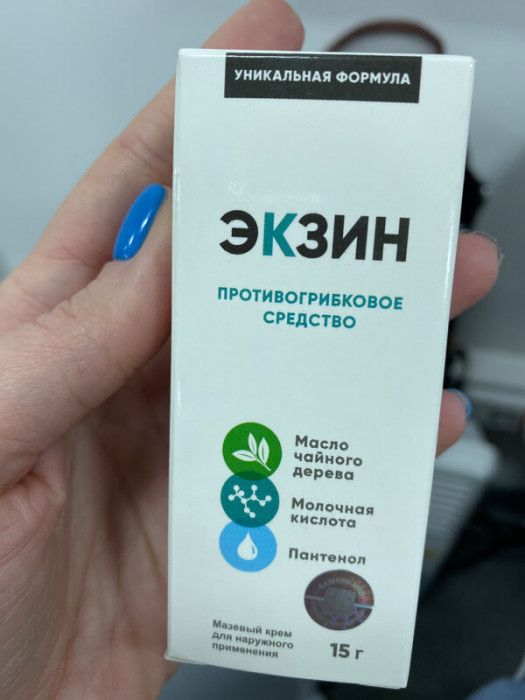 УНИКАЛЬНАЯ ФОРМУЛА
ЭКЗИН
ПРОТИВОГРИБКОВОЕ
СРЕДСТВО
Масло
чайного
дерева
Молочная
кислота
Пантенол
Мазевый крем
для наружного
применения
15 г